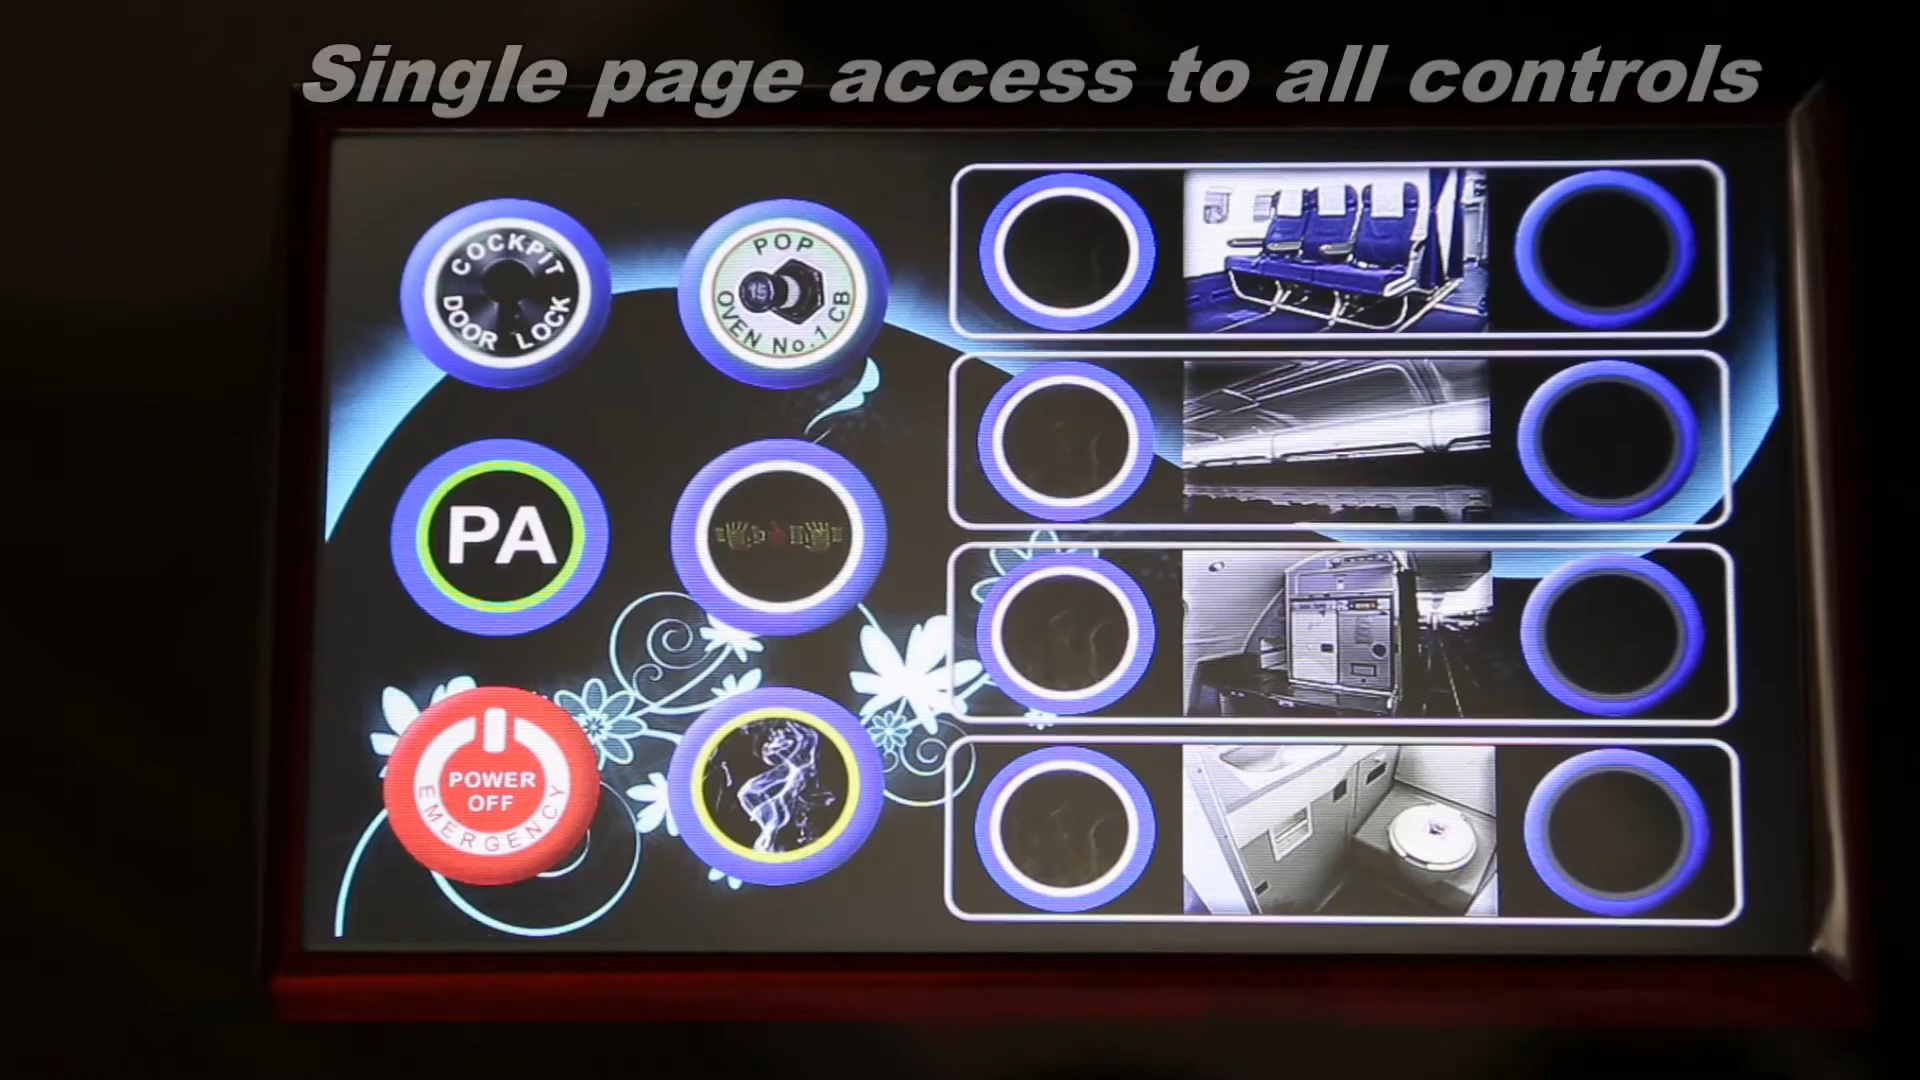 Single page access to all controls
COCKPIT
DOOR LOCK
POP
15
OVEN No.1 CB
PA
POWER
OFF
EMERGENCY